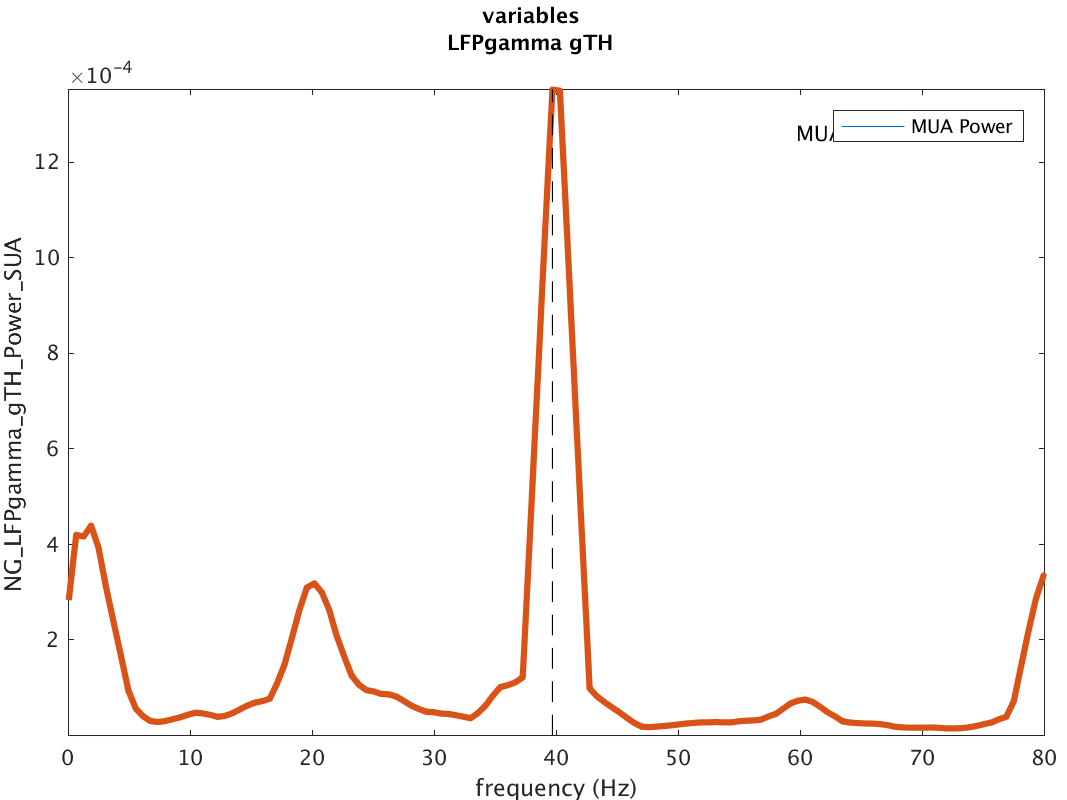 variables
LFPgamma gTH
×10⁻⁴
MUA Power
MUA
12
10
8
6
4
2
NG_LFPgamma_gTH_Power_SUA
0 10 20 30 40 50 60 70 80
frequency (Hz)